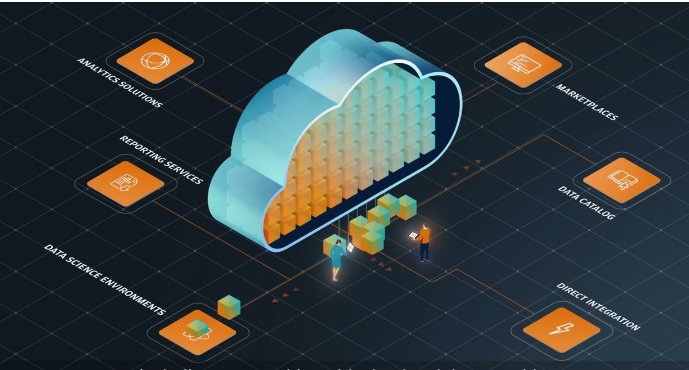 ANALYTICS SOLUTIONS
MARKETPLACES
REPORTING SERVICES
DATA CATALOG
DATA SCIENCE ENVIRONMENTS
DIRECT INTEGRATION